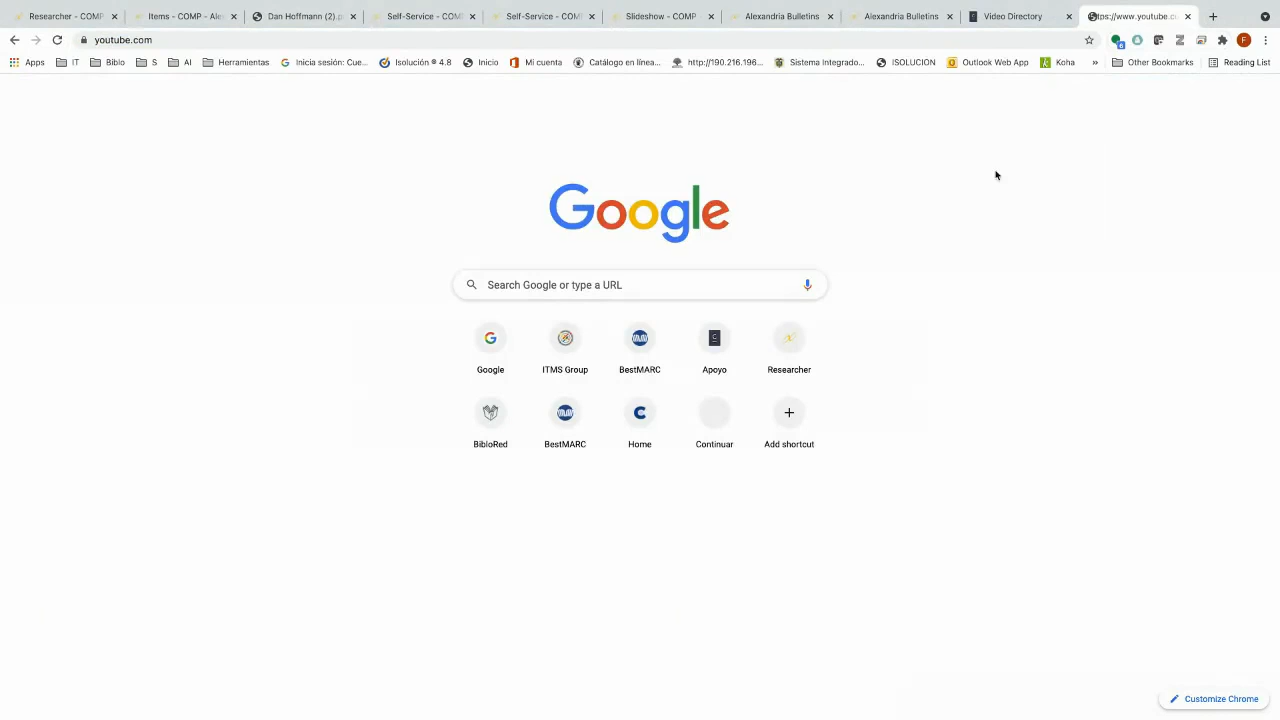 Researcher - COMP
Items - COMP - Ale
Dan Hoffmann (2).p
Self-Service - COM
Self-Service - COM
Slideshow - COMP
Alexandria Bulletins
Alexandria Bulletins
Video Directory
tps://www.youtube.c
youtube.com
6
F
Apps
IT
Biblio
S
AI
Herramientas
Inicia sesión: Cue...
Isolución ® 4.8
Inicio
Mi cuenta
Catálogo en línea...
http://190.216.196...
Sistema Integrado...
ISOLUCION
Outlook Web App
Koha
»
Other Bookmarks
Reading List
Google
Search Google or type a URL
Google
ITMS Group
BestMARC
Apoyo
Researcher
BibloRed
BestMARC
Home
Continuar
Add shortcut
Customize Chrome